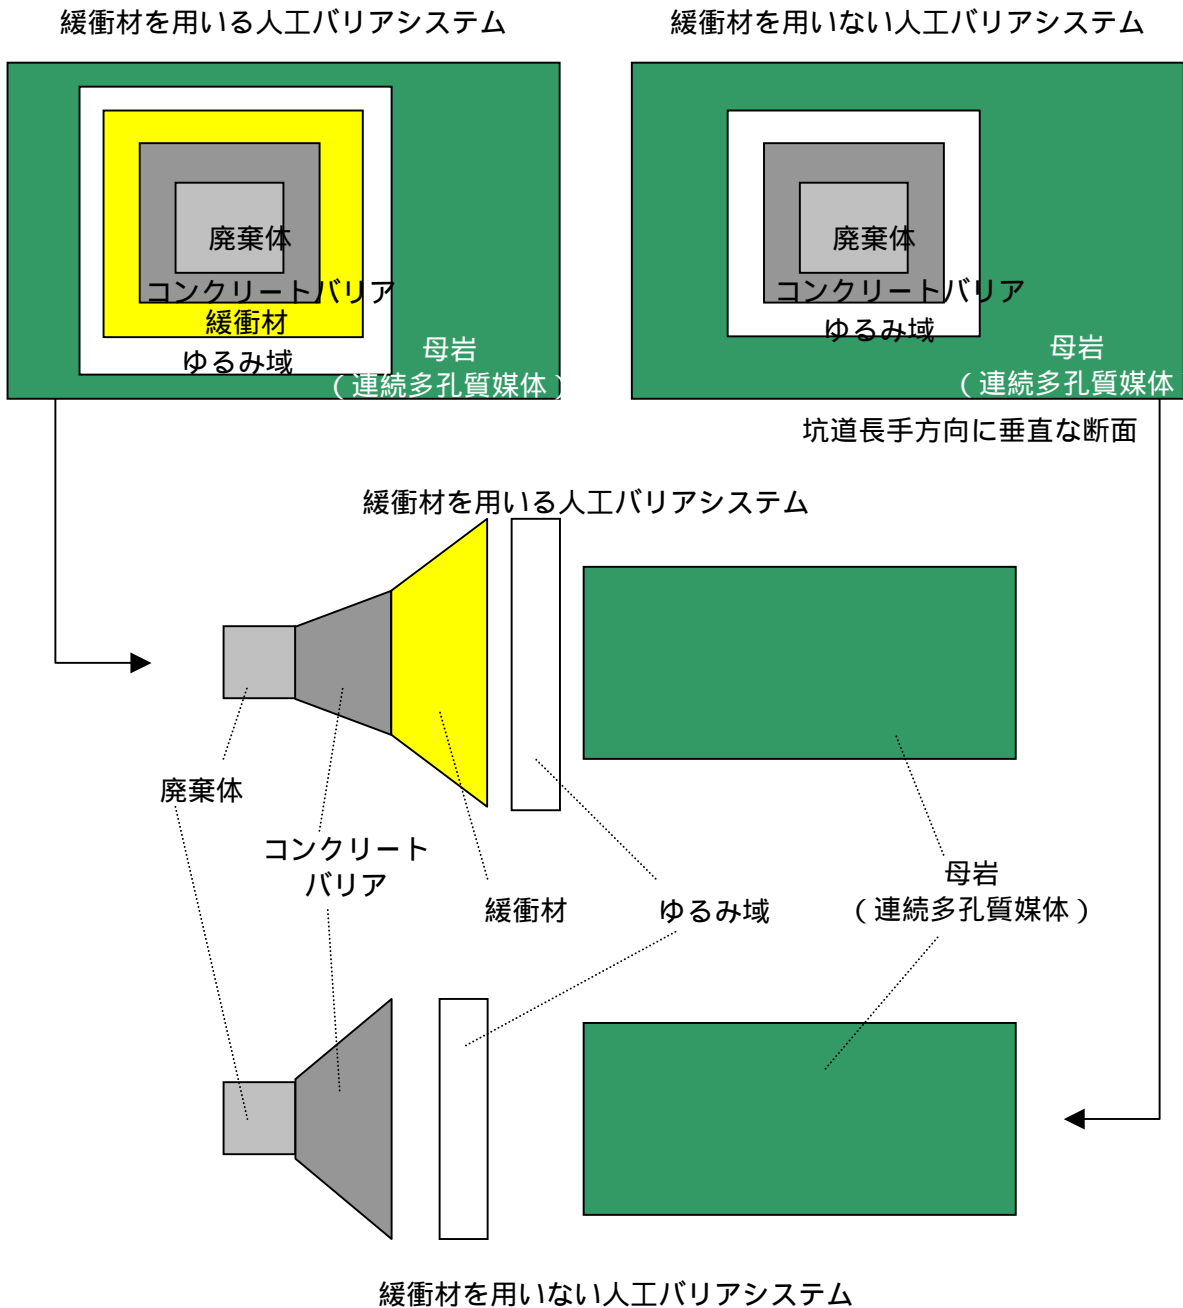 緩衝材を用いる人工バリアシステム
緩衝材を用いない人工バリアシステム
廃棄体
コンクリートバリア
緩衝材
ゆるみ域
母岩
（連続多孔質媒体）
廃棄体
コンクリートバリア
ゆるみ域
母岩
（連続多孔質媒体
坑道長手方向に垂直な断面
緩衝材を用いる人工バリアシステム
廃棄体
コンクリート
バリア
緩衝材
ゆるみ域
母岩
（連続多孔質媒体）
緩衝材を用いない人工バリアシステム